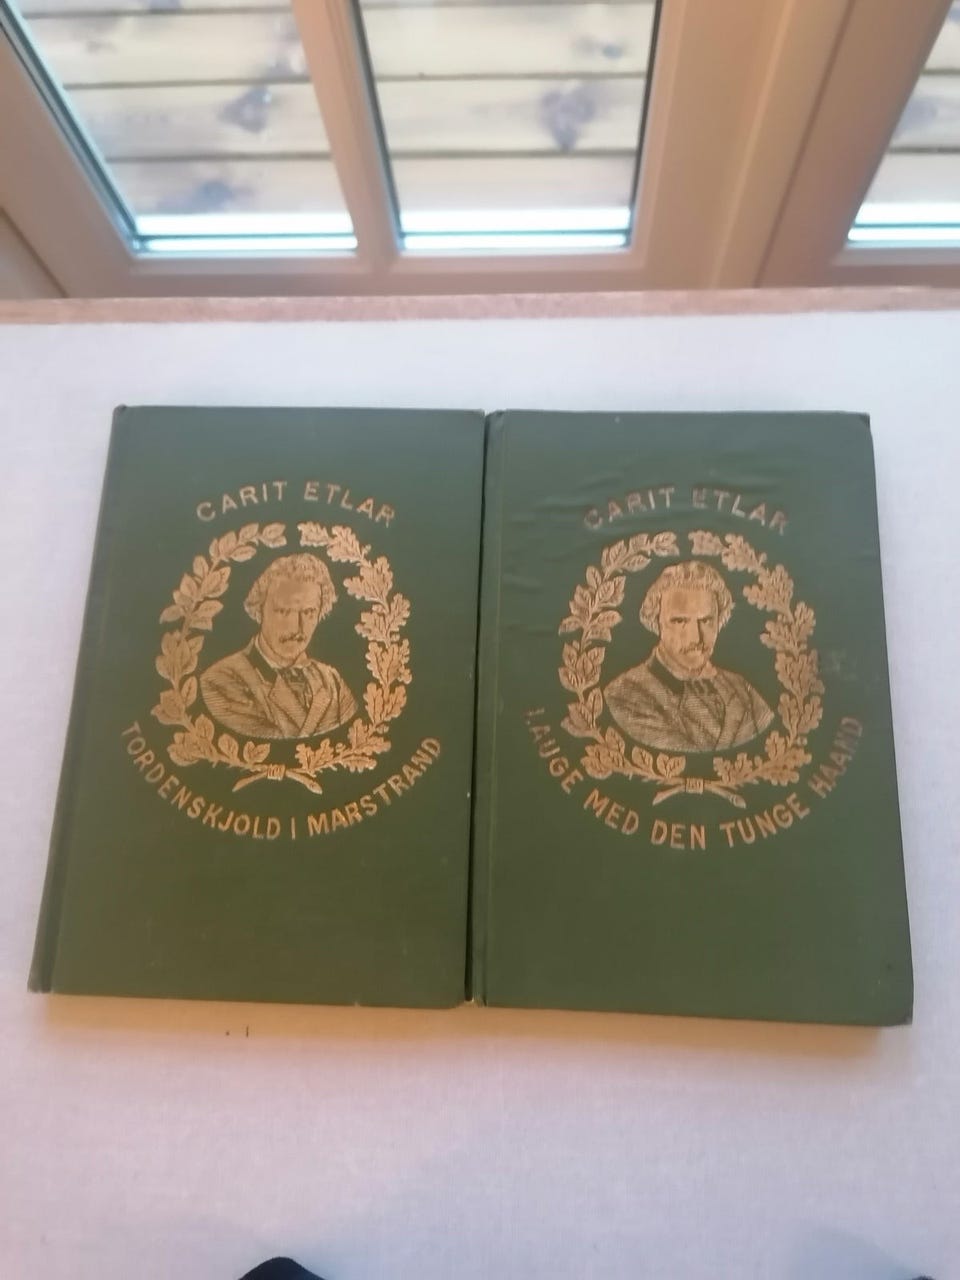 CARIT ETLAR
TORDENSKJOLD I MARSTRAND
CARIT ETLAR
LAUGE MED DEN TUNGE HAAND